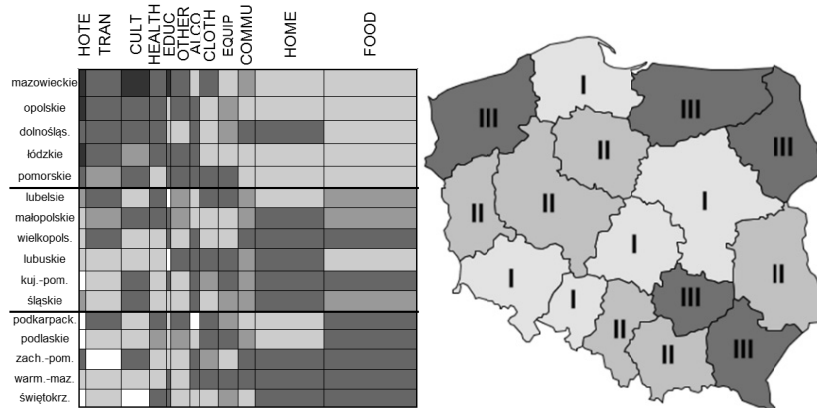 HOTE
TRAN
CULT
HEALTH
EDUC
OTHER
ALCO
CLOTH
EQUIP
COMMU
HOME
FOOD
mazowieckie
opolskie
dolnośląs.
łódzkie
pomorskie
lubelsie
małopolskie
wielkopols.
lubuskie
kuj.-pom.
śląskie
podkarpack.
podlaskie
zach.-pom.
warm.-maz.
świętokrz.
I
III
III
II
III
II
II
I
I
II
I
I
III
II
II
III